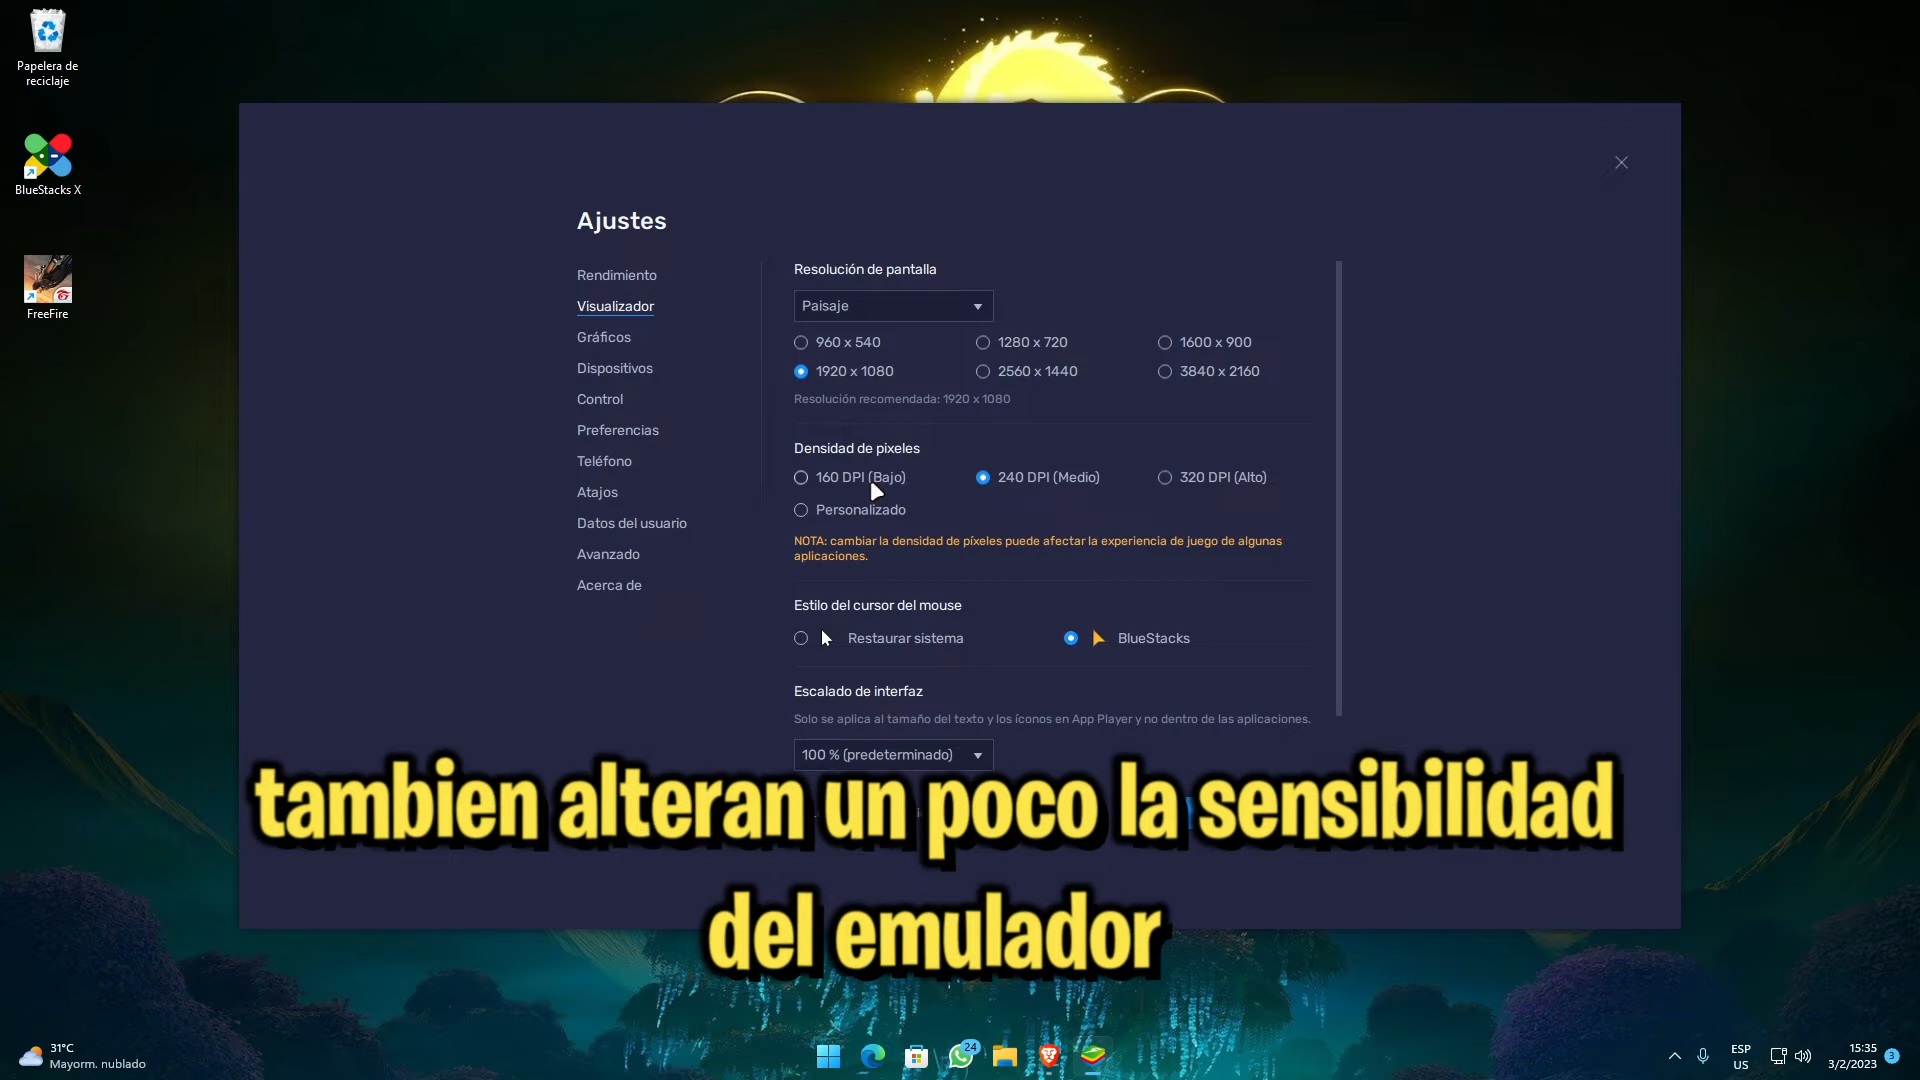 Papelera de
reciclaje
BlueStacks X
FreeFire
Ajustes
Rendimiento
Visualizador
Gráficos
Dispositivos
Control
Preferencias
Teléfono
Atajos
Datos del usuario
Avanzado
Acerca de
Resolución de pantalla
Paisaje
960 x 540
1280 x 720
1600 x 900
1920 x 1080
2560 x 1440
3840 x 2160
Resolución recomendada: 1920 x 1080
Densidad de pixeles
160 DPI (Bajo)
240 DPI (Medio)
320 DPI (Alto)
Personalizado
NOTA: cambiar la densidad de píxeles puede afectar la experiencia de juego de algunas
aplicaciones.
Estilo del cursor del mouse
Restaurar sistema
BlueStacks
Escalado de interfaz
Solo se aplica al tamaño del texto y los íconos en App Player y no dentro de las aplicaciones.
100 % (predeterminado)
tambien alteran un poco la sensibilidad
del emulador
31°C
Mayorm. nublado
24
ESP
US
15:35
3/2/2023
3